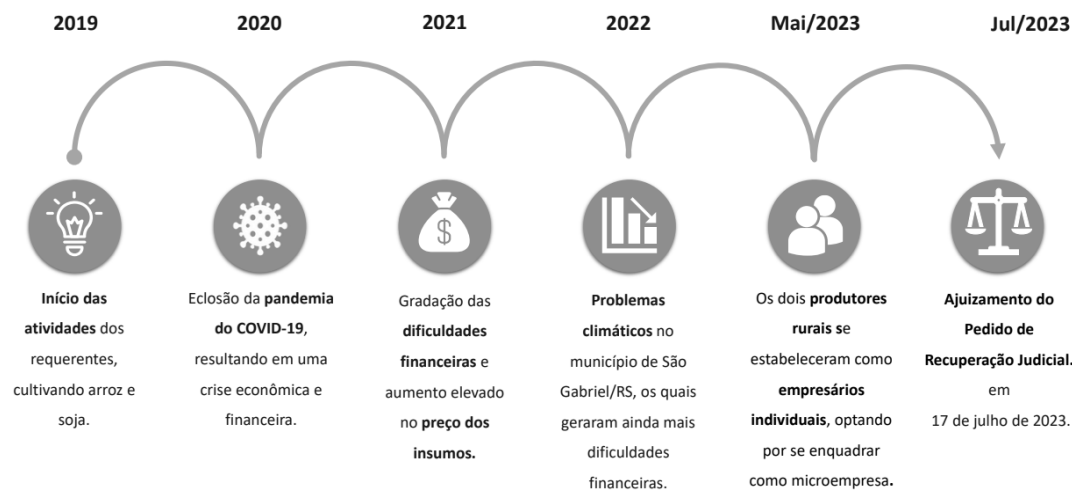 2019
2020
2021
2022
Mai/2023
Jul/2023
Início das
atividades dos
requerentes,
cultivando arroz e
soja.
Eclosão da pandemia
do COVID-19,
resultando em uma
crise econômica e
financeira.
$
Gradação das
dificuldades
financeiras e
aumento elevado
no preço dos
insumos.
Problemas
climáticos no
município de São
Gabriel/RS, os quais
geraram ainda mais
dificuldades
financeiras.
Os dois produtores
rurais se
estabeleceram como
empresários
individuais, optando
por se enquadrar
como microempresa.
Ajuizamento do
Pedido de
Recuperação Judicial.
em
17 de julho de 2023.